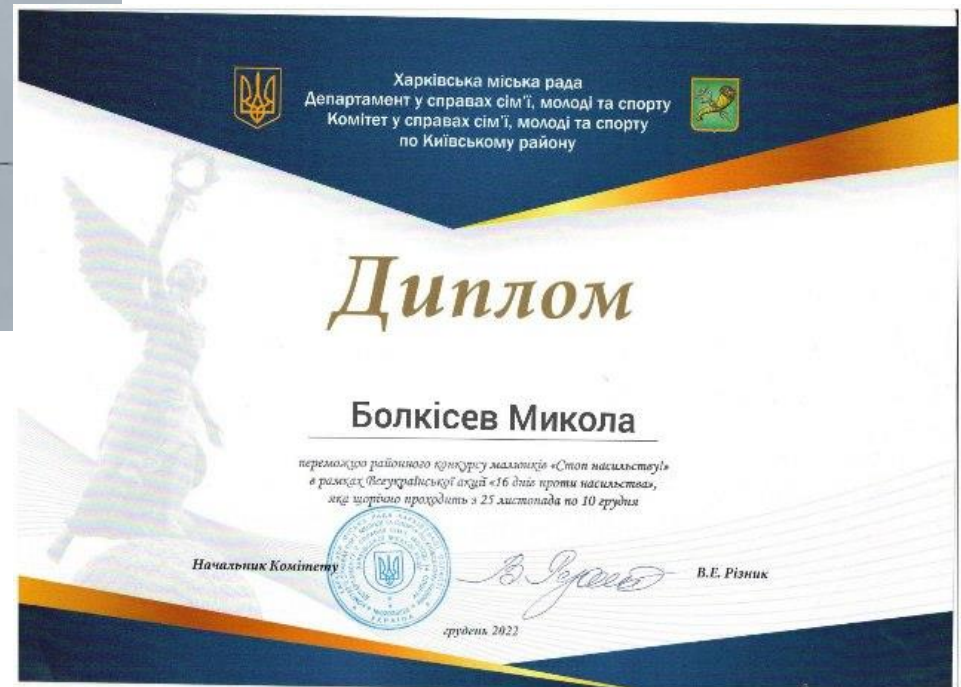 Харківська міська рада
Департамент у справах сім'ї, молоді та спорту
Комітет у справах сім'ї, молоді та спорту
по Київському району
Диплом
Болкісев Микола
переможцю районного конкурсу малюнків «Стоп насильству!»
в рамках Всеукраїнської акції «16 днів проти насильства»,
яка щорічно проходить з 25 листопада по 10 грудня
Начальник Комітету
В.Е. Різник
УКРАЇНА
грудень 2022